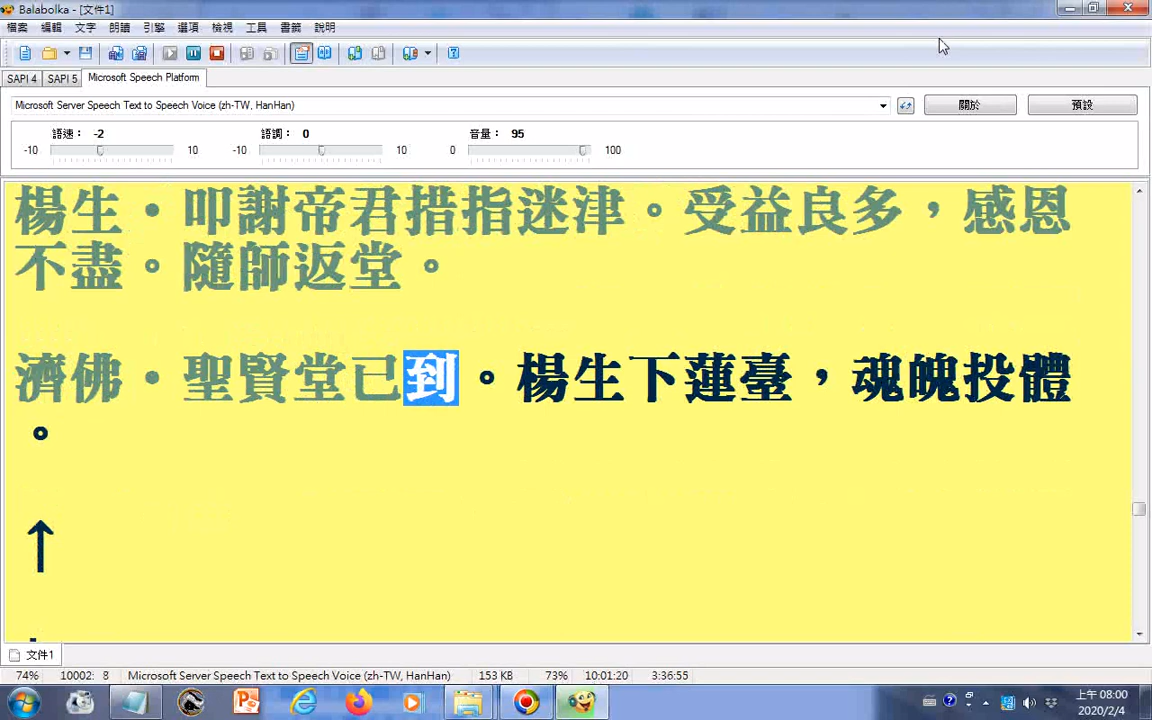 Balabolka - [文件1]
檔案 編輯 文字 朗讀 引擎 選項 檢視 工具 書籤 說明
SAPI 4 SAPI 5 Microsoft Speech Platform
Microsoft Server Speech Text to Speech Voice (zh-TW, HanHan) 關於 預設
語速： -2 語調： 0 音量： 95
-10 10 -10 10 0 100
楊生。叩謝帝君措指迷津。受益良多，感恩
不盡。隨師返堂。
濟佛。聖賢堂已到。楊生下蓮臺，魂魄投體
。
↑
文件1
74% 10002: 8 Microsoft Server Speech Text to Speech Voice (zh-TW, HanHan) 153 KB 73% 10:01:20 3:36:55
上午 08:00
2020/2/4